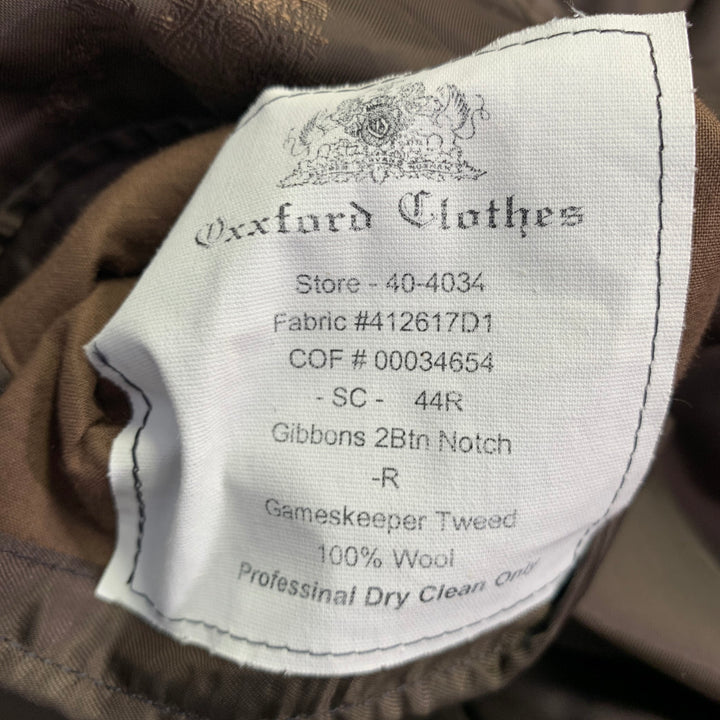 Oxxford Clothes
Store - 40-4034
Fabric #412617D1
COF # 00034654
- SC - 44R
Gibbons 2Btn Notch
-R
Gameskeeper Tweed
100% Wool
Professinal Dry Clean Only